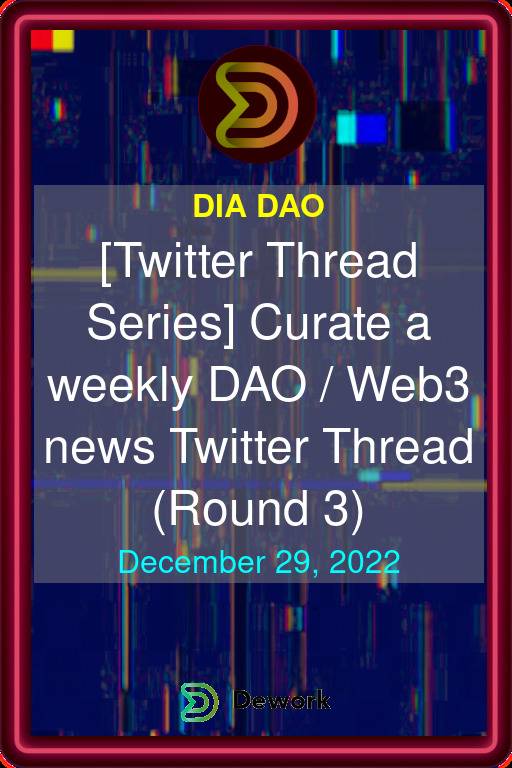 DIA DAO
[Twitter Thread
Series] Curate a
weekly DAO / Web3
news Twitter Thread
(Round 3)
December 29, 2022
Dework